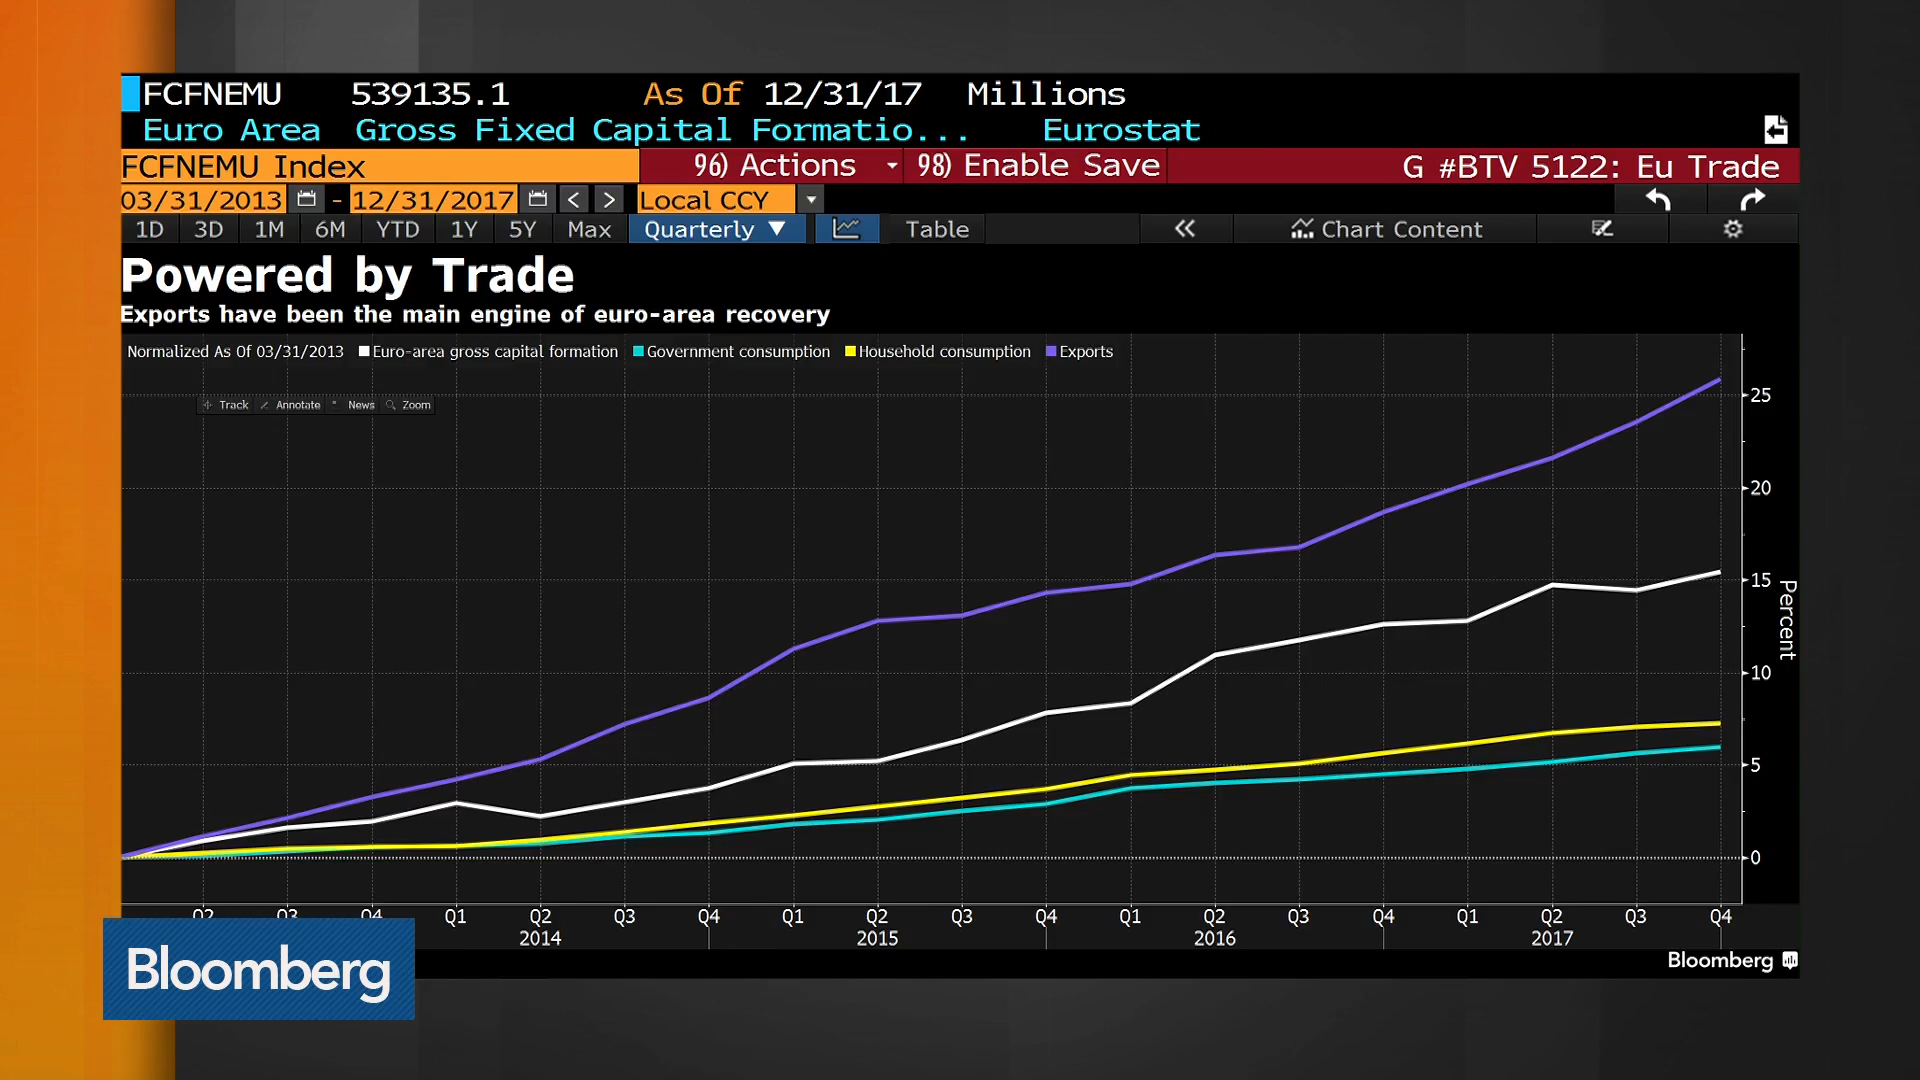 FCFNEMU 539135.1 As Of 12/31/17 Millions
Euro Area Gross Fixed Capital Formatio... Eurostat
FCFNEMU Index 96) Actions 98) Enable Save G #BTV 5122: Eu Trade
03/31/2013 - 12/31/2017 < > Local CCY
1D 3D 1M 6M YTD 1Y 5Y Max Quarterly ▼ Table « Chart Content
Powered by Trade
Exports have been the main engine of euro-area recovery
Normalized As Of 03/31/2013 Euro-area gross capital formation Government consumption Household consumption Exports
Track Annotate News Zoom
25
20
15
10
5
0
Percent
Q2 Q3 Q4 Q1 Q2 Q3 Q4 Q1 Q2 Q3 Q4 Q1 Q2 Q3 Q4 Q1 Q2 Q3 Q4
2014 2015 2016 2017
Bloomberg
Bloomberg